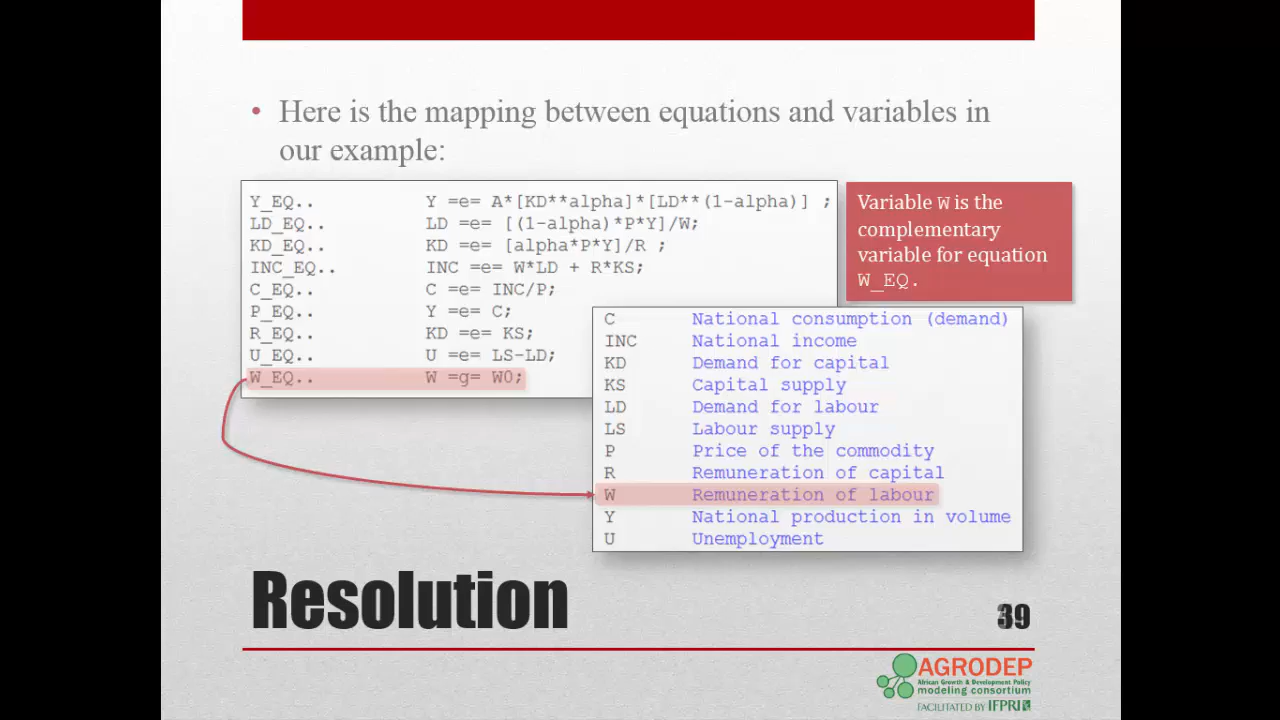 • Here is the mapping between equations and variables in
our example:
Y_EQ.. Y =e= A*[KD**alpha]*[LD**(1-alpha)] ;
LD_EQ.. LD =e= [(1-alpha)*P*Y]/W;
KD_EQ.. KD =e= [alpha*P*Y]/R ;
INC_EQ.. INC =e= W*LD + R*KS;
C_EQ.. C =e= INC/P;
P_EQ.. Y =e= C;
R_EQ.. KD =e= KS;
U_EQ.. U =e= LS-LD;
W_EQ.. W =g= W0;
Variable W is the
complementary
variable for equation
W_EQ.
C National consumption (demand)
INC National income
KD Demand for capital
KS Capital supply
LD Demand for labour
LS Labour supply
P Price of the commodity
R Remuneration of capital
W Remuneration of labour
Y National production in volume
U Unemployment
Resolution
39
AGRODEP
African Growth & Development Policy
modeling consortium
FACILITATED BY IFPRI